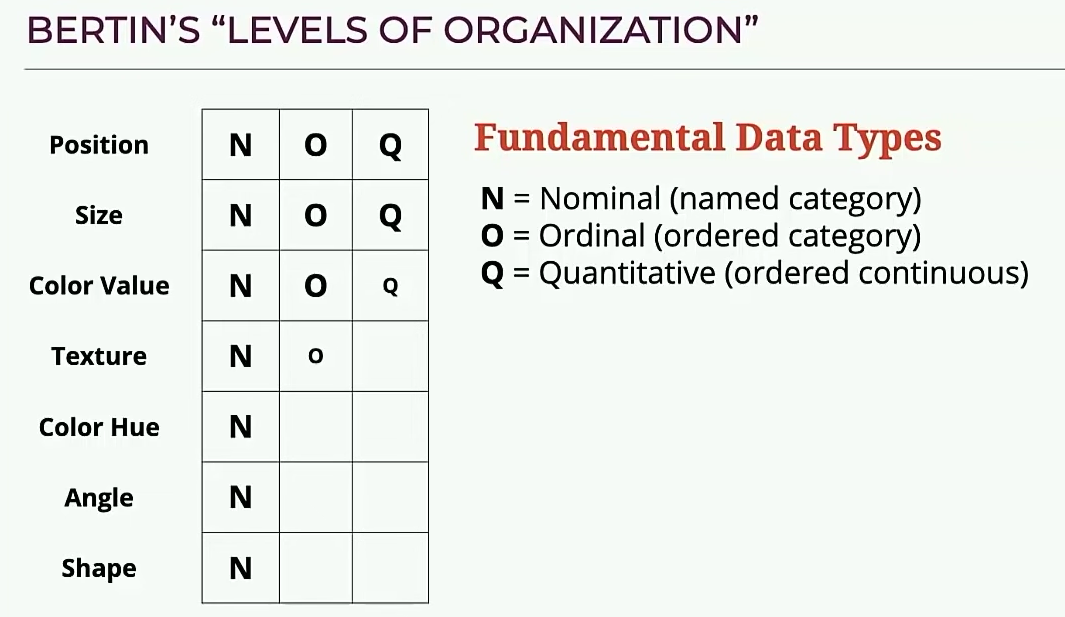 BERTIN’S “LEVELS OF ORGANIZATION”
Position N O Q
Size N O Q
Color Value N O Q
Texture N O
Color Hue N
Angle N
Shape N
Fundamental Data Types
N = Nominal (named category)
O = Ordinal (ordered category)
Q = Quantitative (ordered continuous)